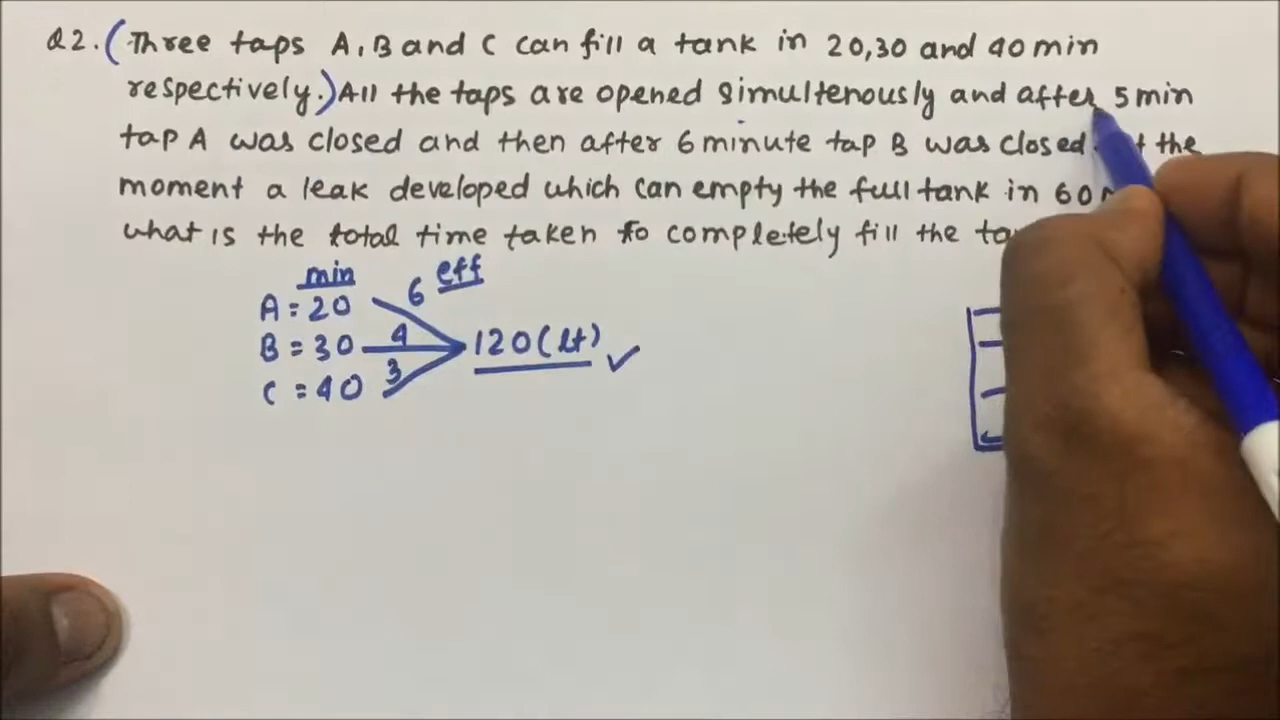 Q2. (Three taps A, B and C can fill a tank in 20,30 and 40 min
respectively.) All the taps are opened simultenously and after 5 min
tap A was closed and then after 6 minute tap B was closed. the
moment a leak developed which can empty the full tank in 60
what is the total time taken to completely fill the
min eff
A = 20 6
B = 30 4 120 (lt) ✓
C = 40 3